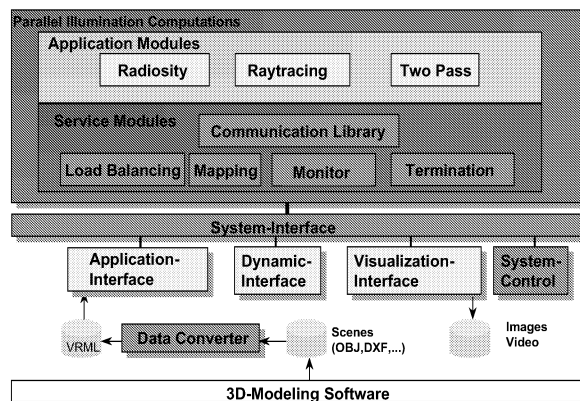 Parallel Illumination Computations
Application Modules
Radiosity
Raytracing
Two Pass
Service Modules
Communication Library
Load Balancing
Mapping
Monitor
Termination
System-Interface
Application-
Interface
Dynamic-
Interface
Visualization-
Interface
System-
Control
VRML
Data Converter
Scenes
(OBJ,DXF,...)
Images
Video
3D-Modeling Software